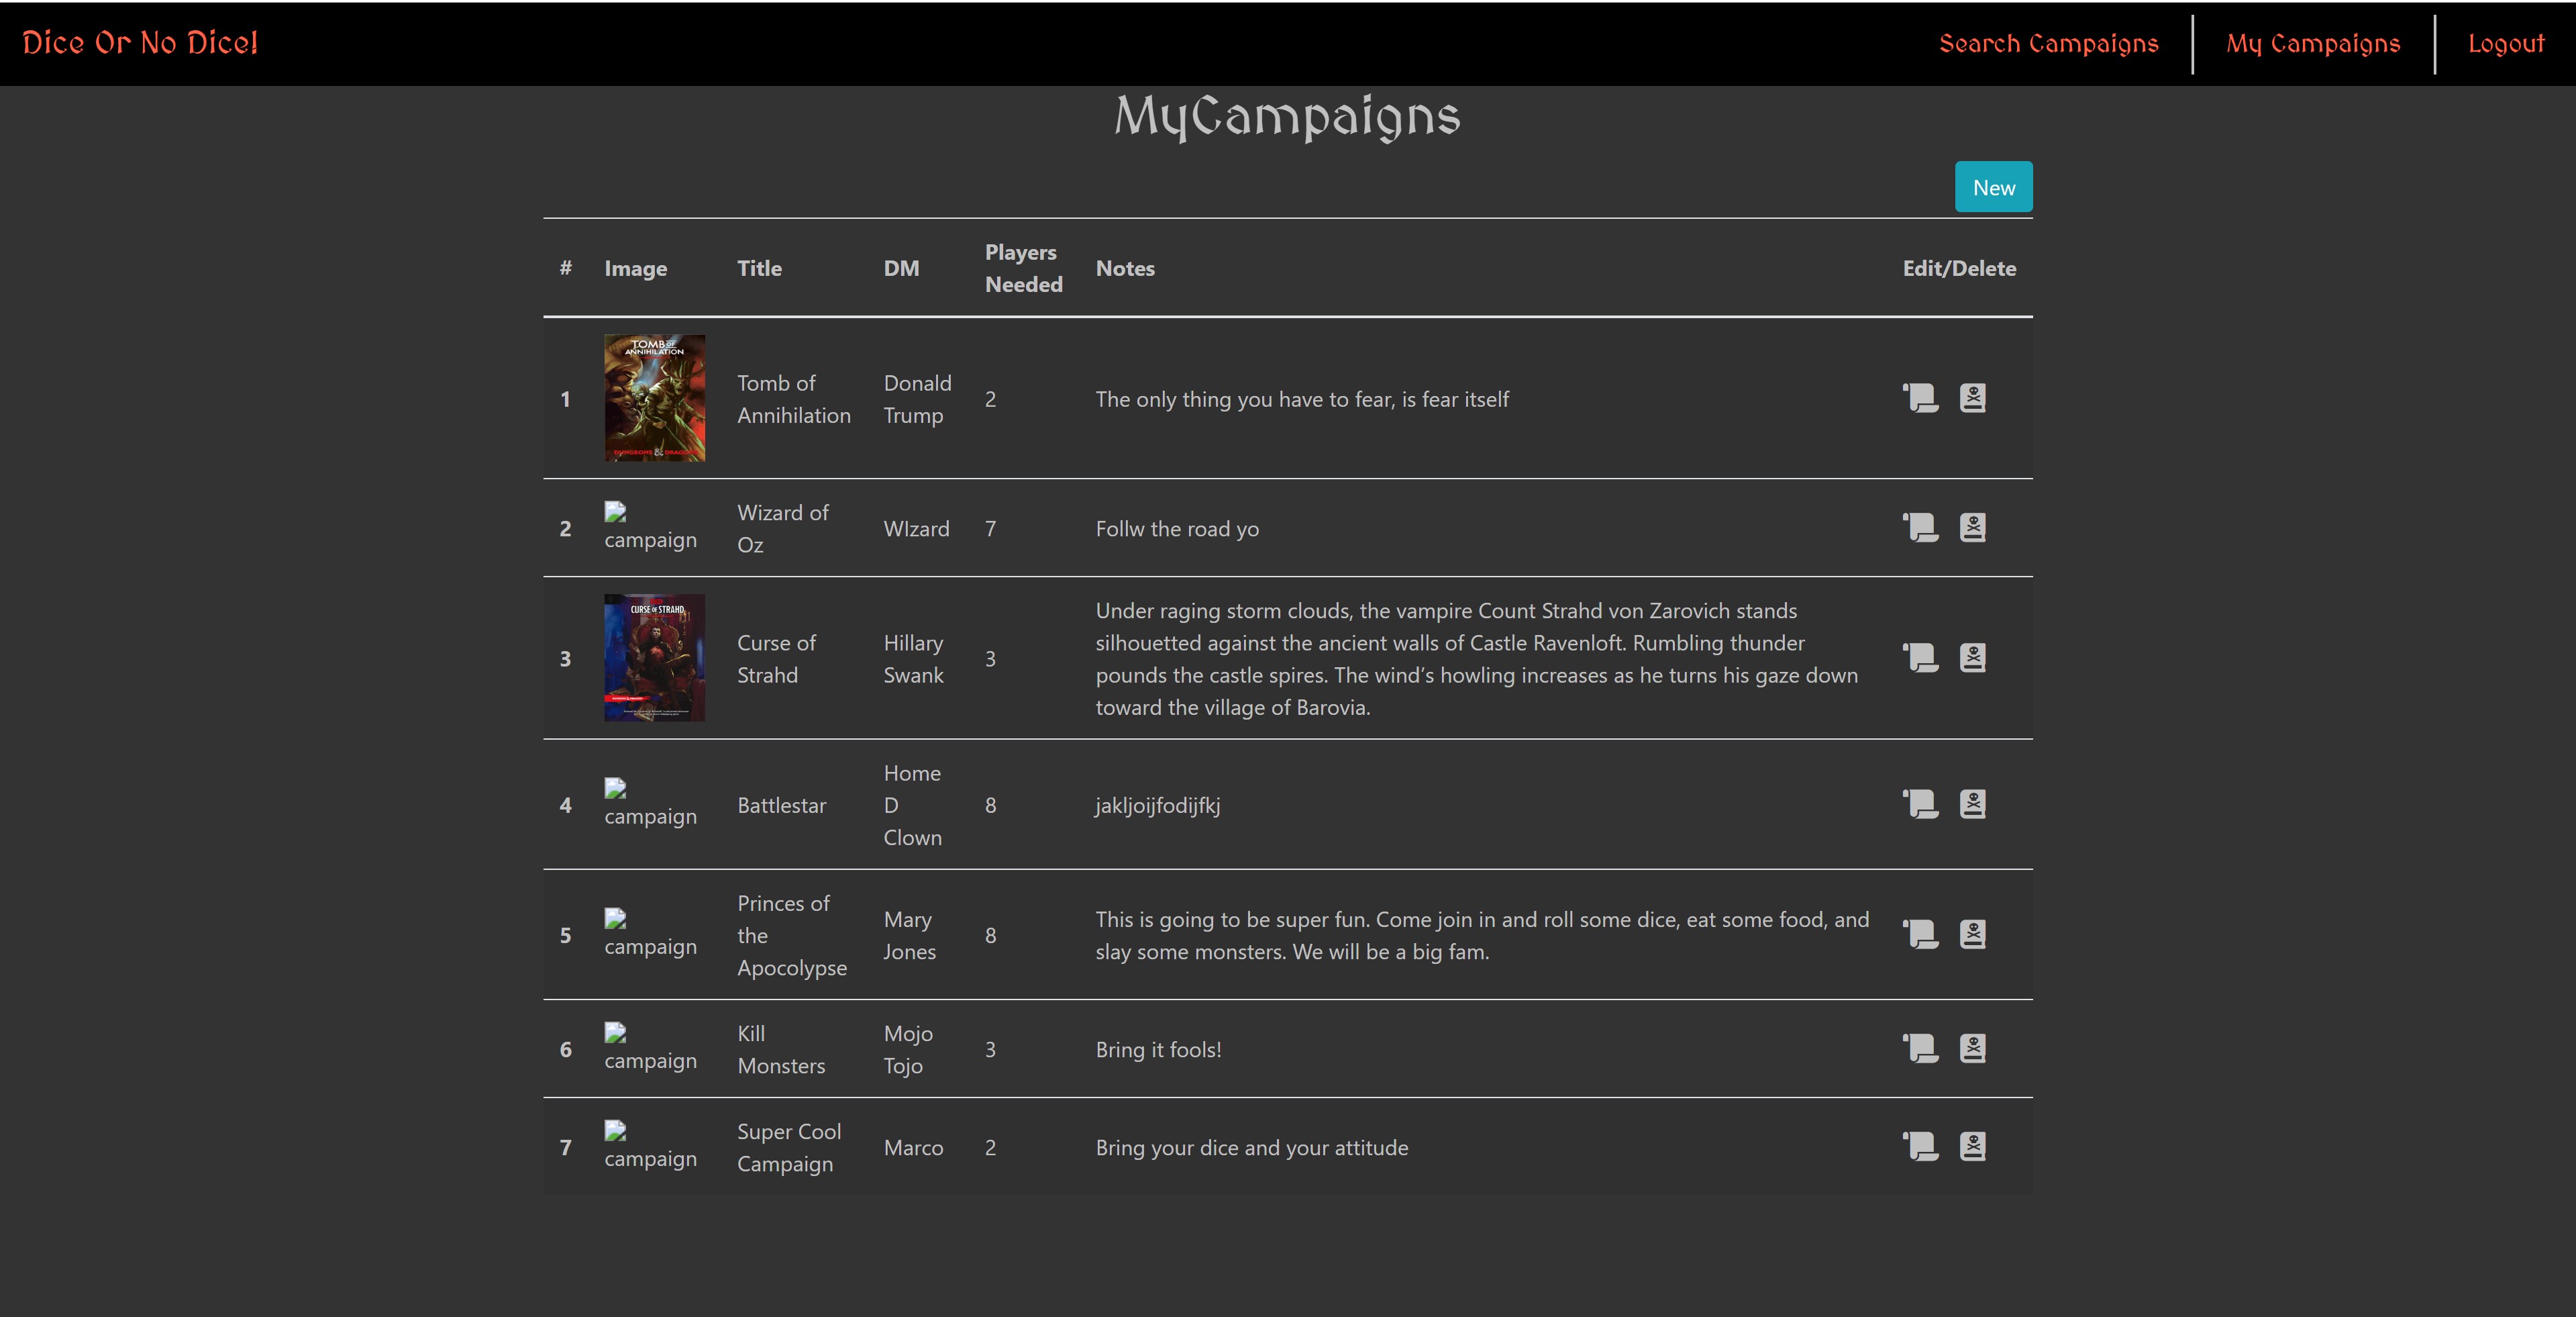 Dice Or No Dice!
Search Campaigns
My Campaigns
Logout
MyCampaigns
New
# Image Title DM Players Needed Notes Edit/Delete
TOMB OF
ANNIHILATION
DUNGEONS & DRAGONS
1 Tomb of Annihilation Donald Trump 2 The only thing you have to fear, is fear itself
2 campaign Wizard of Oz WIzard 7 Follw the road yo
CURSE OF STRAHD
3 Curse of Strahd Hillary Swank 3 Under raging storm clouds, the vampire Count Strahd von Zarovich stands
silhouetted against the ancient walls of Castle Ravenloft. Rumbling thunder
pounds the castle spires. The wind’s howling increases as he turns his gaze down
toward the village of Barovia.
4 campaign Battlestar Home D Clown 8 jakljoijfodijfkj
5 campaign Princes of the Apocolypse Mary Jones 8 This is going to be super fun. Come join in and roll some dice, eat some food, and
slay some monsters. We will be a big fam.
6 campaign Kill Monsters Mojo Tojo 3 Bring it fools!
7 campaign Super Cool Campaign Marco 2 Bring your dice and your attitude